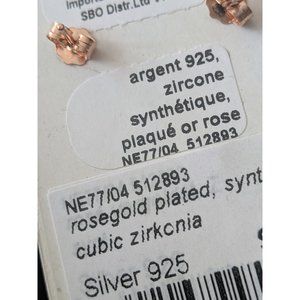 SBO Distr.Ltd
argent 925,
zircone
synthétique,
plaqué or rose
NE77/04 512893
NE77/04 512893
rosegold plated, synt
cubic zirkonia
Silver 925